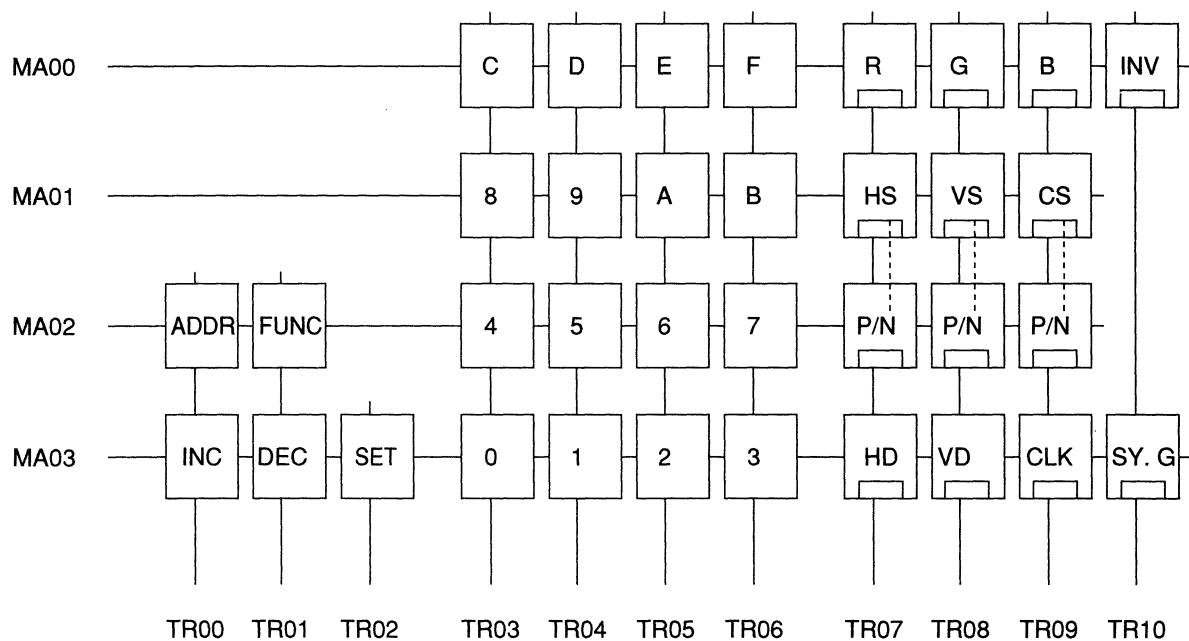 MA00 C D E F R G B INV
MA01 8 9 A B HS VS CS
MA02 ADDR FUNC 4 5 6 7 P/N P/N P/N
MA03 INC DEC SET 0 1 2 3 HD VD CLK SY. G
TR00 TR01 TR02 TR03 TR04 TR05 TR06 TR07 TR08 TR09 TR10